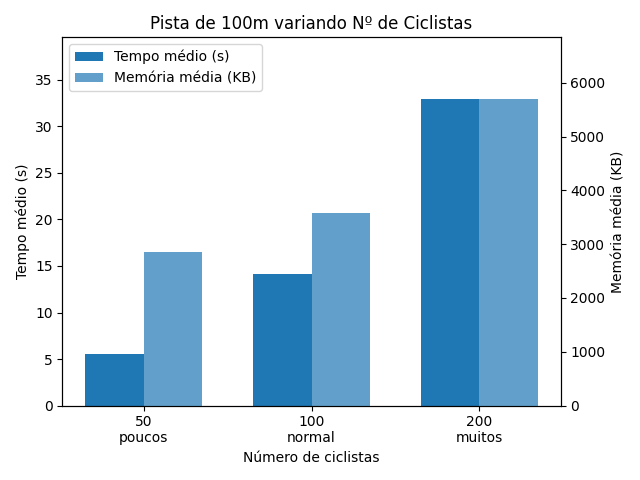 Pista de 100m variando Nº de Ciclistas
Tempo médio (s)
Memória média (KB)
35
30
25
20
15
10
5
0
Tempo médio (s)
6000
5000
4000
3000
2000
1000
0
Memória média (KB)
50
poucos
100
normal
200
muitos
Número de ciclistas